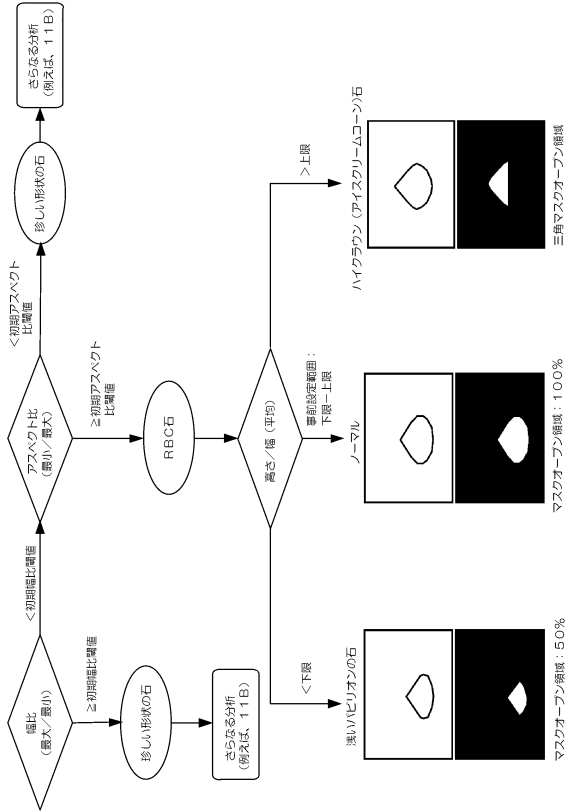 幅比
(最大／最小)
＜初期幅比閾値
≧初期幅比閾値
珍しい形状の石
さらなる分析
(例えば、１１Ｂ)
アスペクト比
(最小／最大)
＜初期アスペクト
比閾値
珍しい形状の石
さらなる分析
(例えば、１１Ｂ)
≧初期アスペクト
比閾値
ＲＢＣ石
高さ／幅 (平均)
＜下限
事前設定範囲：
下限－上限
＞上限
浅いパビリオンの石
ノーマル
ハイクラウン (アイスクリームコーン)石
マスクオープン領域：５０％
マスクオープン領域：１００％
三角マスクオープン領域